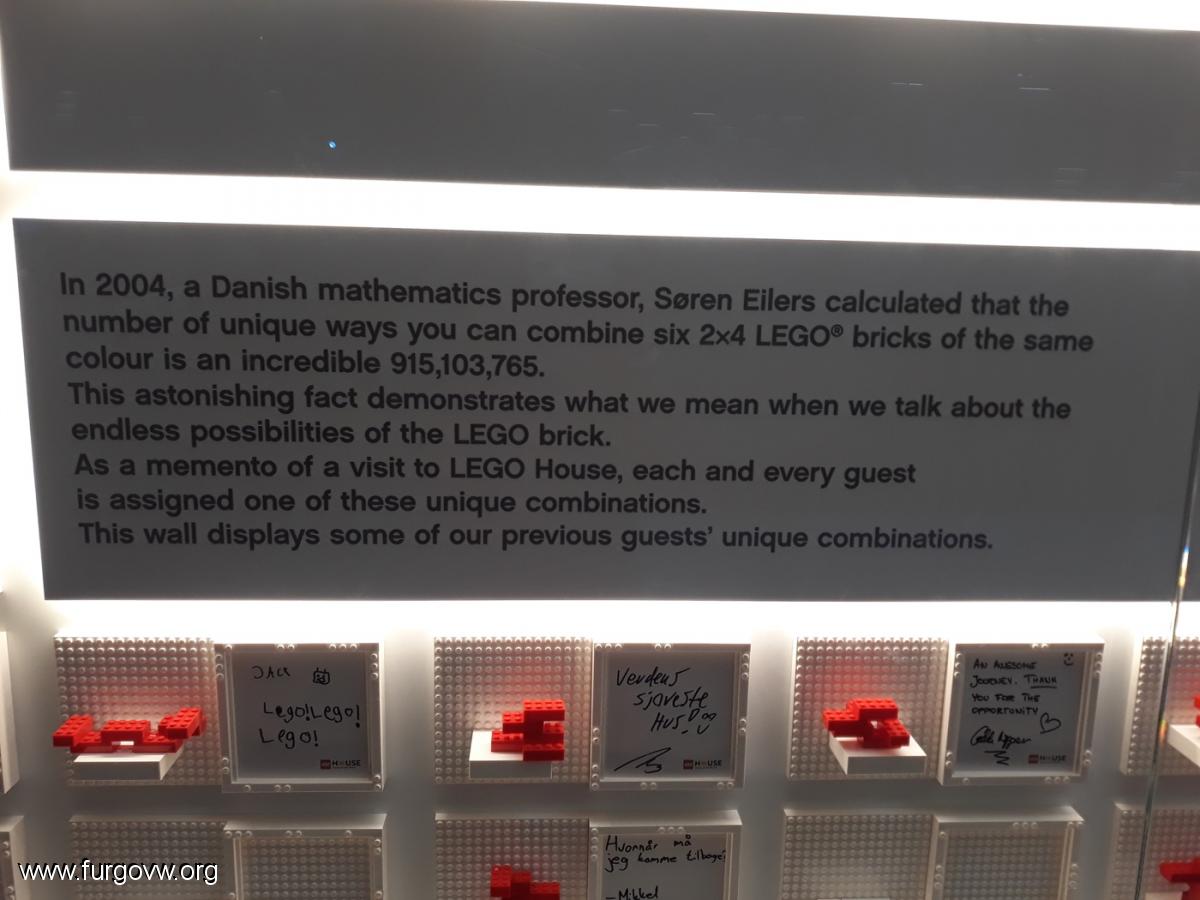 In 2004, a Danish mathematics professor, Søren Eilers calculated that the
number of unique ways you can combine six 2×4 LEGO® bricks of the same
colour is an incredible 915,103,765.
This astonishing fact demonstrates what we mean when we talk about the
endless possibilities of the LEGO brick.
As a memento of a visit to LEGO House, each and every guest
is assigned one of these unique combinations.
This wall displays some of our previous guests’ unique combinations.
JACK
Lego!Lego!
Lego!
HOUSE
Verdens
sjoveste
Hus!
HOUSE
AN AWESOME
JOURNEY. THANK
YOU FOR THE
OPPORTUNITY
HOUSE
Hvornår må
jeg komme tilbage?
-Mikkel
www.furgovw.org